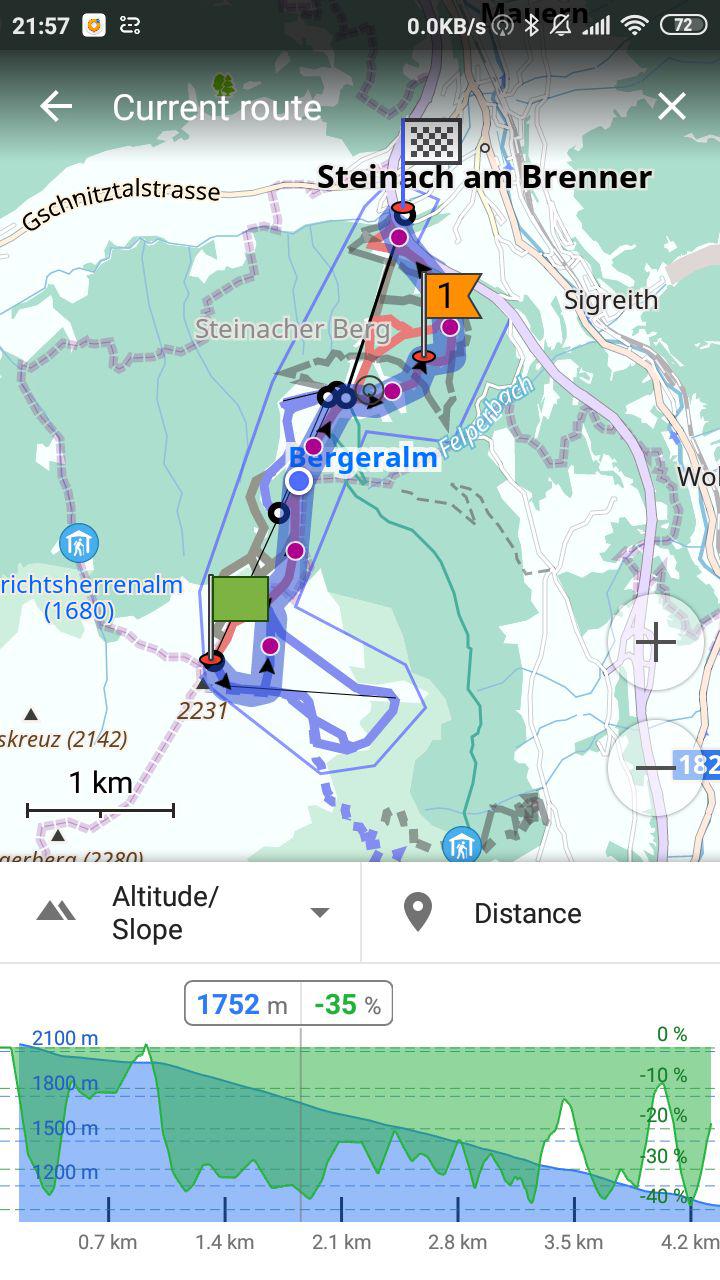 Mauern
21:57
0.0KB/s
72
Current route
Steinach am Brenner
Gschnitztalstrasse
1
Sigreith
Steinacher Berg
Felperbach
Bergeralm
Wol
richtsherrenalm
(1680)
2231
skreuz (2142)
182
1 km
gerberg (2280)
Altitude/
Slope
Distance
1752 m -35 %
2100 m
0 %
1800 m
-10 %
-20 %
1500 m
-30 %
1200 m
-40 %
0.7 km 1.4 km 2.1 km 2.8 km 3.5 km 4.2 km